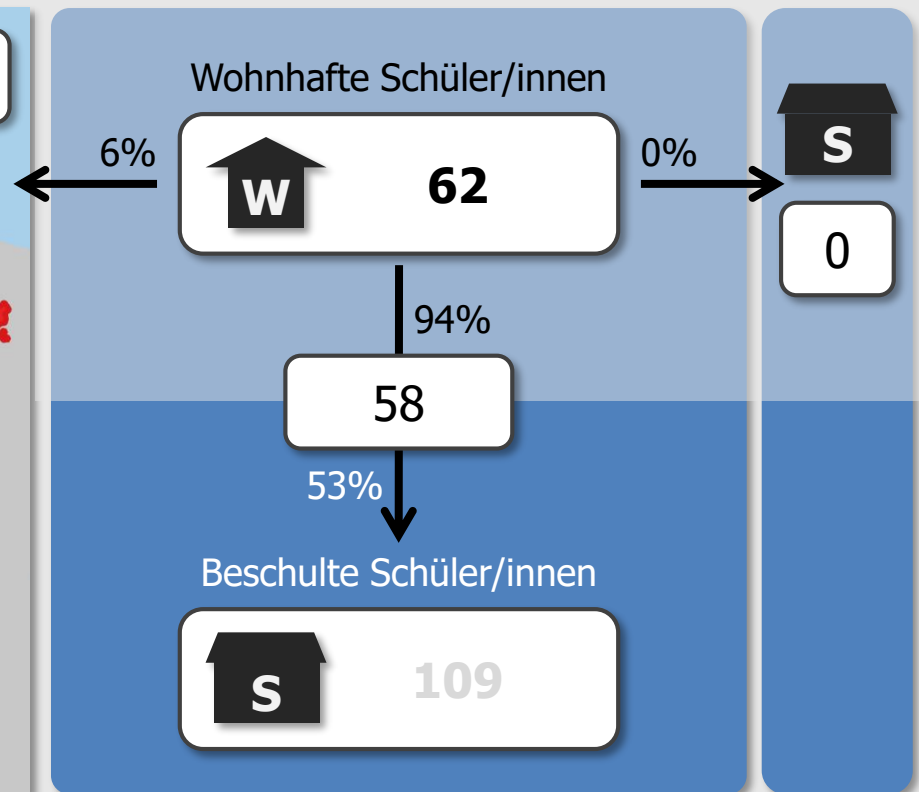 Wohnhafte Schüler/innen
6%
W
62
0%
S
0
94%
58
53%
Beschulte Schüler/innen
S
109